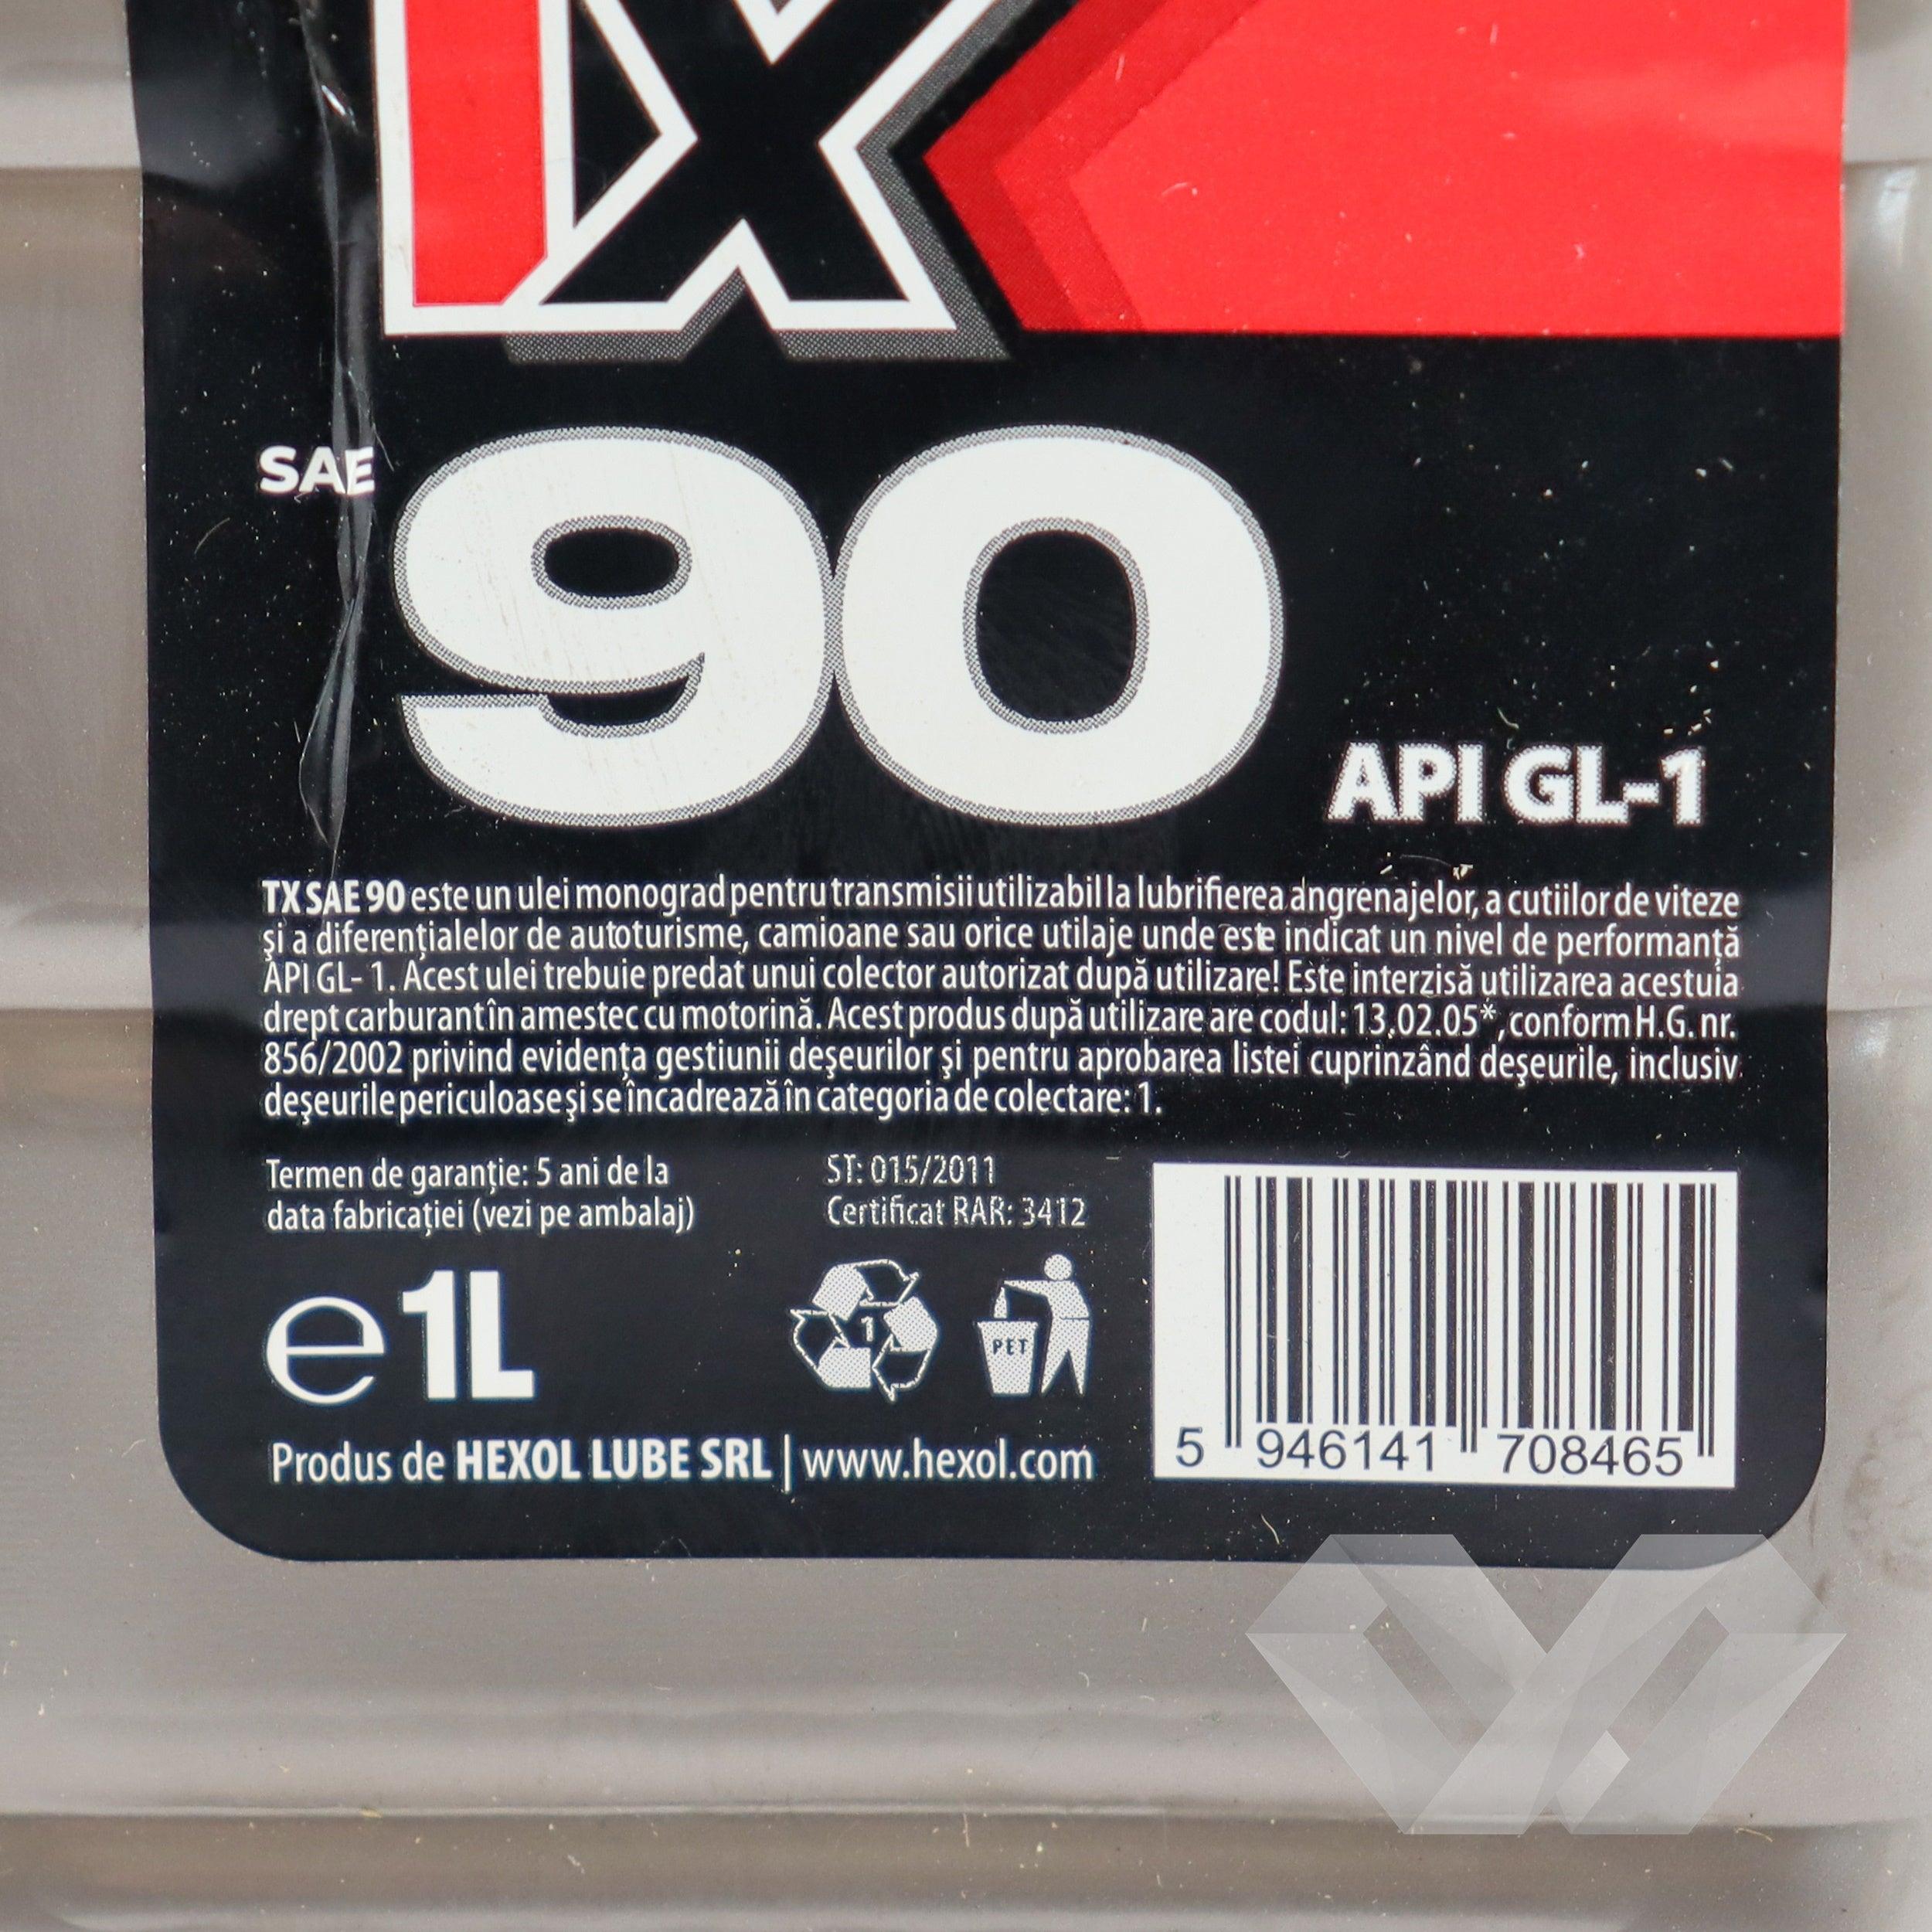 TX
SAE 90
API GL-1
TX SAE 90 este un ulei monograd pentru transmisii utilizabil la lubrifierea angrenajelor, a cutiilor de viteze
şi a diferenţialelor de autoturisme, camioane sau orice utilaje unde este indicat un nivel de performanţă
API GL- 1. Acest ulei trebuie predat unui colector autorizat după utilizare! Este interzisă utilizarea acestuia
drept carburant în amestec cu motorină. Acest produs după utilizare are codul: 13.02.05*, conform H.G. nr.
856/2002 privind evidenţa gestiunii deşeurilor şi pentru aprobarea listei cuprinzând deşeurile, inclusiv
deşeurile periculoase şi se încadrează în categoria de colectare: 1.
Termen de garanţie: 5 ani de la
data fabricaţiei (vezi pe ambalaj)
ST: 015/2011
Certificat RAR: 3412
e 1L
1
PET
Produs de HEXOL LUBE SRL | www.hexol.com
5 946141 708465